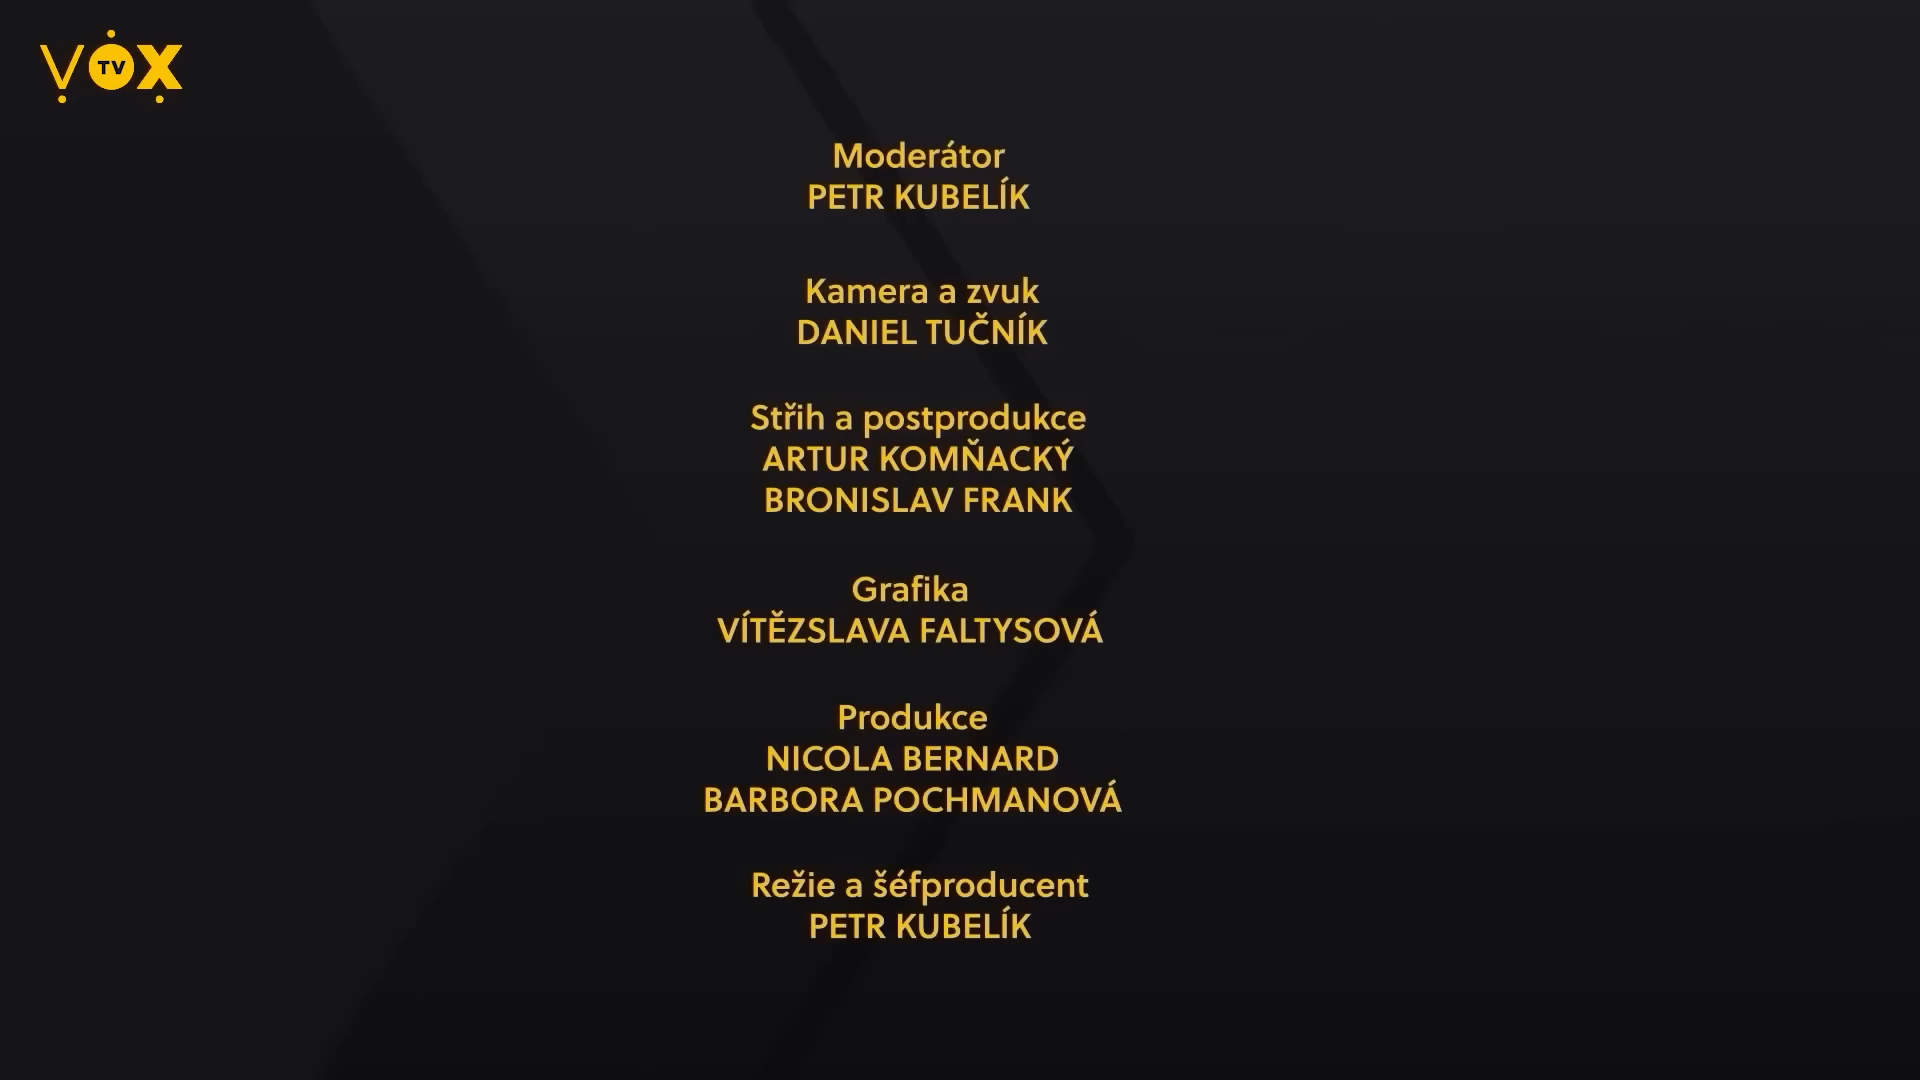 VOX
TV
Moderátor
PETR KUBELÍK
Kamera a zvuk
DANIEL TUČNÍK
Střih a postprodukce
ARTUR KOMŇACKÝ
BRONISLAV FRANK
Grafika
VÍTĚZSLAVA FALTYSOVÁ
Produkce
NICOLA BERNARD
BARBORA POCHMANOVÁ
Režie a šéfproducent
PETR KUBELÍK